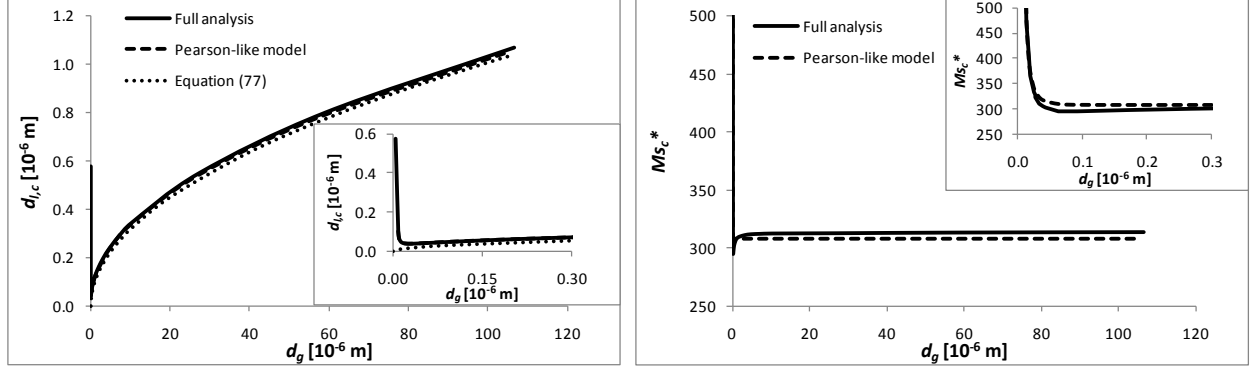 Full analysis
Pearson-like model
Equation (77)
1.2
1.0
0.8
0.6
0.4
0.2
0.0
d_{l,c} [10^{-6} m]
0 20 40 60 80 100 120
d_g [10^{-6} m]
0.6
0.4
0.2
0.0
d_{l,c} [10^{-6} m]
0.00 0.15 0.30
d_g [10^{-6} m]
Full analysis
Pearson-like model
500
450
400
350
300
250
Ms_c*
0 20 40 60 80 100 120
d_g [10^{-6} m]
500
450
400
350
300
250
Ms_c*
0.0 0.1 0.2 0.3
d_g [10^{-6} m]